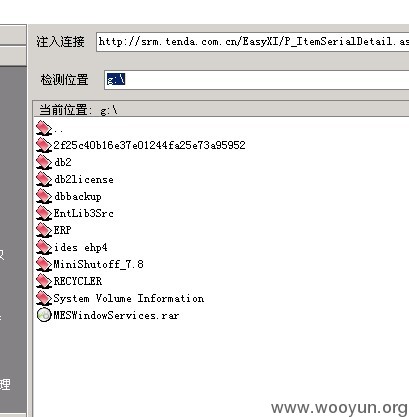 注入连接 http://srm.tenda.com.cn/EasyXI/P_ItemSerialDetail.as
检测位置 g:\
当前位置: g:\
..
2f25c40b16e37e01244fa25e73a95952
db2
db2license
dbbackup
EntLib3Src
ERP
ides ehp4
MiniShutoff_7.8
RECYCLER
System Volume Information
MESWindowServices.rar
理
www.wooyun.org